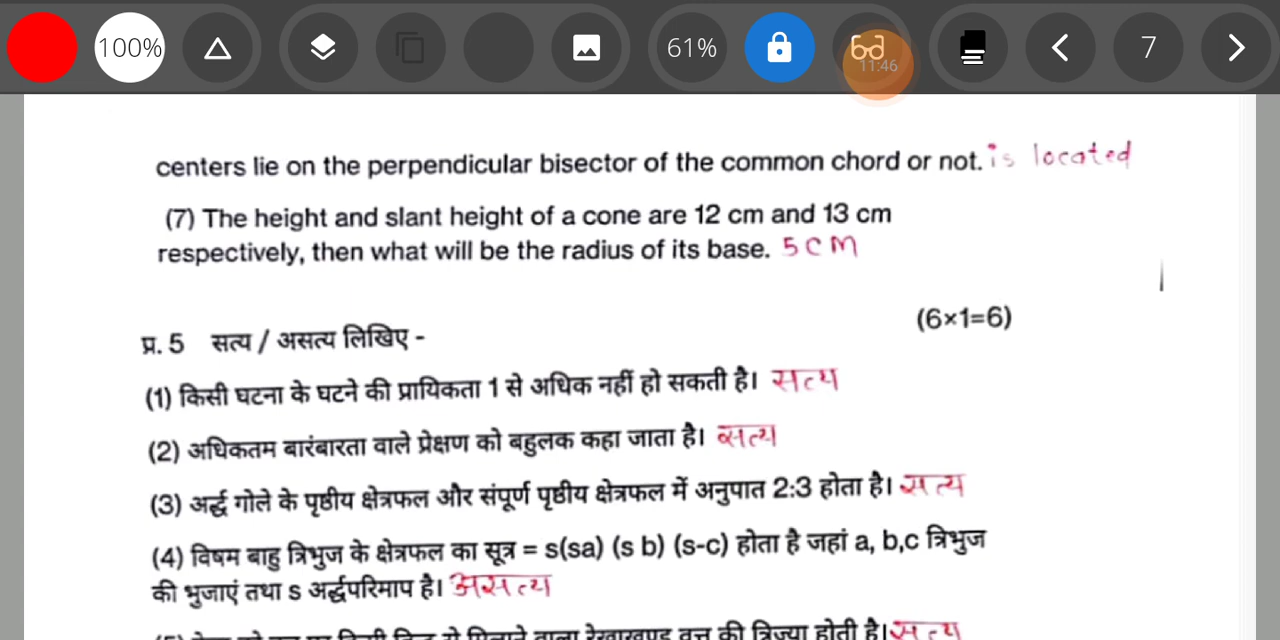 100%
61%
11:46
7
centers lie on the perpendicular bisector of the common chord or not. is located
(7) The height and slant height of a cone are 12 cm and 13 cm
respectively, then what will be the radius of its base. 5 CM
(6×1=6)
प्र. 5 सत्य / असत्य लिखिए -
(1) किसी घटना के घटने की प्रायिकता 1 से अधिक नहीं हो सकती है। सत्य
(2) अधिकतम बारंबारता वाले प्रेक्षण को बहुलक कहा जाता है। सत्य
(3) अर्द्ध गोले के पृष्ठीय क्षेत्रफल और संपूर्ण पृष्ठीय क्षेत्रफल में अनुपात 2:3 होता है। सत्य
(4) विषम बाहु त्रिभुज के क्षेत्रफल का सूत्र = s(sa) (s b) (s-c) होता है जहां a, b,c त्रिभुज
की भुजाएं तथा s अर्द्धपरिमाप है। असत्य
किसी बिन्दु से मिलाने वाला रेखाखण्ड वृत्त की त्रिज्या होती है। सत्य